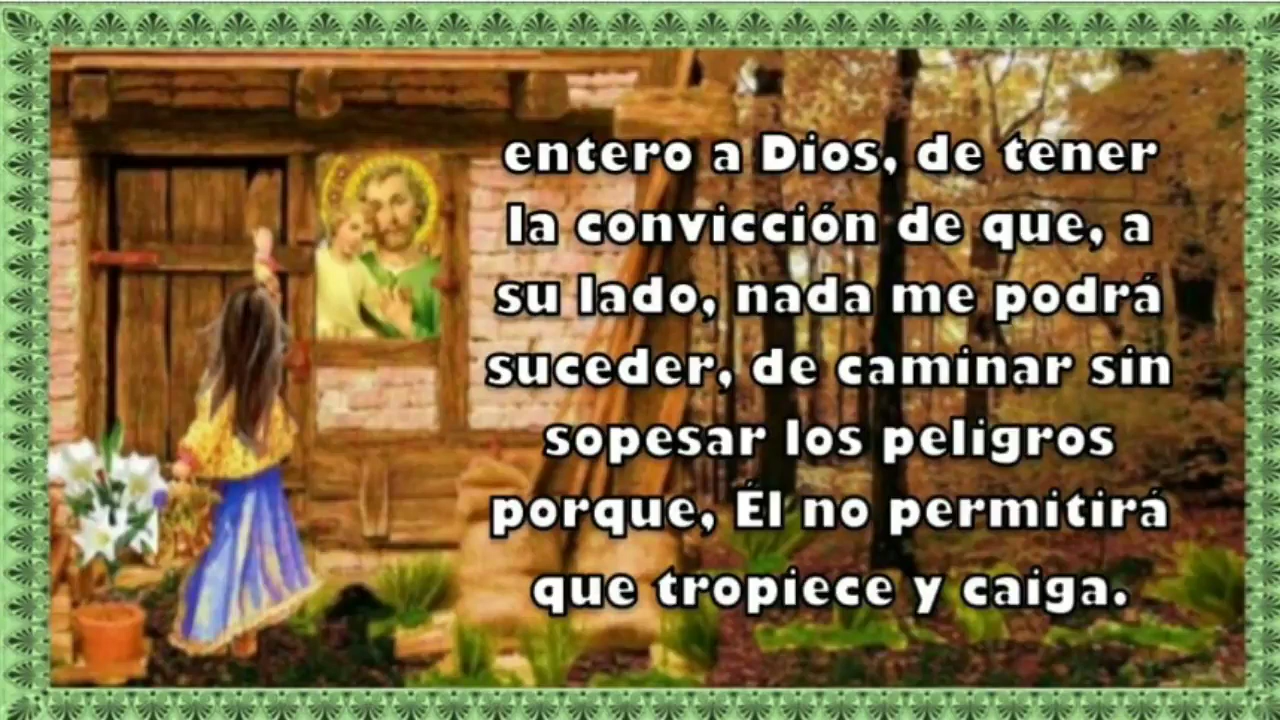 entero a Dios, de tener
la convicción de que, a
su lado, nada me podrá
suceder, de caminar sin
sopesar los peligros
porque, Él no permitirá
que tropiece y caiga.